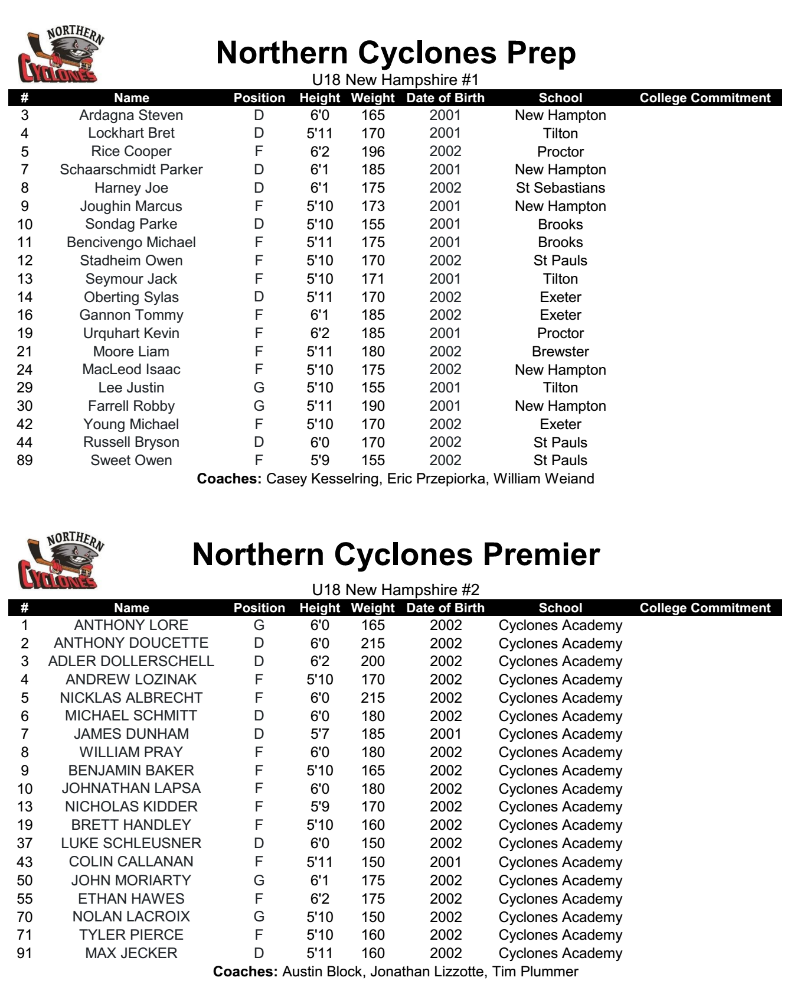 NORTHERN
CYCLONES
Northern Cyclones Prep
U18 New Hampshire #1
# Name Position Height Weight Date of Birth School College Commitment
3 Ardagna Steven D 6'0 165 2001 New Hampton
4 Lockhart Bret D 5'11 170 2001 Tilton
5 Rice Cooper F 6'2 196 2002 Proctor
7 Schaarschmidt Parker D 6'1 185 2001 New Hampton
8 Harney Joe D 6'1 175 2002 St Sebastians
9 Joughin Marcus F 5'10 173 2001 New Hampton
10 Sondag Parke D 5'10 155 2001 Brooks
11 Bencivengo Michael F 5'11 175 2001 Brooks
12 Stadheim Owen F 5'10 170 2002 St Pauls
13 Seymour Jack F 5'10 171 2001 Tilton
14 Oberting Sylas D 5'11 170 2002 Exeter
16 Gannon Tommy F 6'1 185 2002 Exeter
19 Urquhart Kevin F 6'2 185 2001 Proctor
21 Moore Liam F 5'11 180 2002 Brewster
24 MacLeod Isaac F 5'10 175 2002 New Hampton
29 Lee Justin G 5'10 155 2001 Tilton
30 Farrell Robby G 5'11 190 2001 New Hampton
42 Young Michael F 5'10 170 2002 Exeter
44 Russell Bryson D 6'0 170 2002 St Pauls
89 Sweet Owen F 5'9 155 2002 St Pauls
Coaches: Casey Kesselring, Eric Przepiorka, William Weiand
NORTHERN
CYCLONES
Northern Cyclones Premier
U18 New Hampshire #2
# Name Position Height Weight Date of Birth School College Commitment
1 ANTHONY LORE G 6'0 165 2002 Cyclones Academy
2 ANTHONY DOUCETTE D 6'0 215 2002 Cyclones Academy
3 ADLER DOLLERSCHELL D 6'2 200 2002 Cyclones Academy
4 ANDREW LOZINAK F 5'10 170 2002 Cyclones Academy
5 NICKLAS ALBRECHT F 6'0 215 2002 Cyclones Academy
6 MICHAEL SCHMITT D 6'0 180 2002 Cyclones Academy
7 JAMES DUNHAM D 5'7 185 2001 Cyclones Academy
8 WILLIAM PRAY F 6'0 180 2002 Cyclones Academy
9 BENJAMIN BAKER F 5'10 165 2002 Cyclones Academy
10 JOHNATHAN LAPSA F 6'0 180 2002 Cyclones Academy
13 NICHOLAS KIDDER F 5'9 170 2002 Cyclones Academy
19 BRETT HANDLEY F 5'10 160 2002 Cyclones Academy
37 LUKE SCHLEUSNER D 6'0 150 2002 Cyclones Academy
43 COLIN CALLANAN F 5'11 150 2001 Cyclones Academy
50 JOHN MORIARTY G 6'1 175 2002 Cyclones Academy
55 ETHAN HAWES F 6'2 175 2002 Cyclones Academy
70 NOLAN LACROIX G 5'10 150 2002 Cyclones Academy
71 TYLER PIERCE F 5'10 160 2002 Cyclones Academy
91 MAX JECKER D 5'11 160 2002 Cyclones Academy
Coaches: Austin Block, Jonathan Lizzotte, Tim Plummer